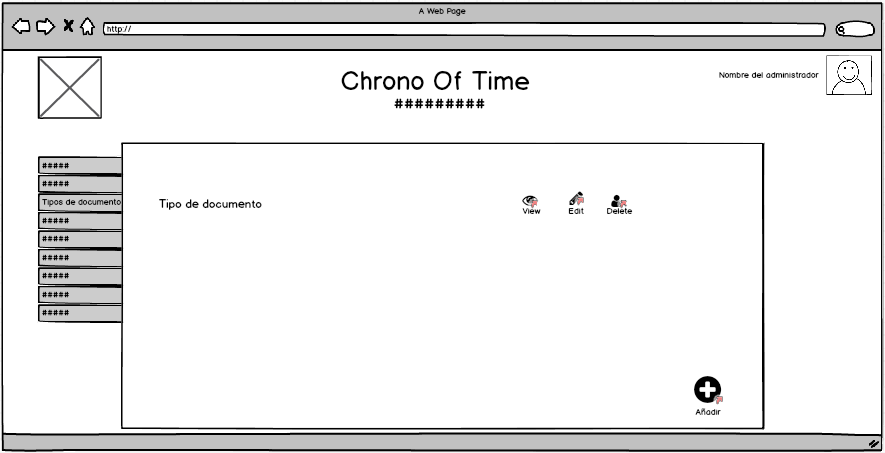 A Web Page
http://
Chrono Of Time
#########
Nombre del administrador
#####
#####
Tipos de documento
#####
#####
#####
#####
#####
#####
Tipo de documento
View
Edit
Delete
Añadir